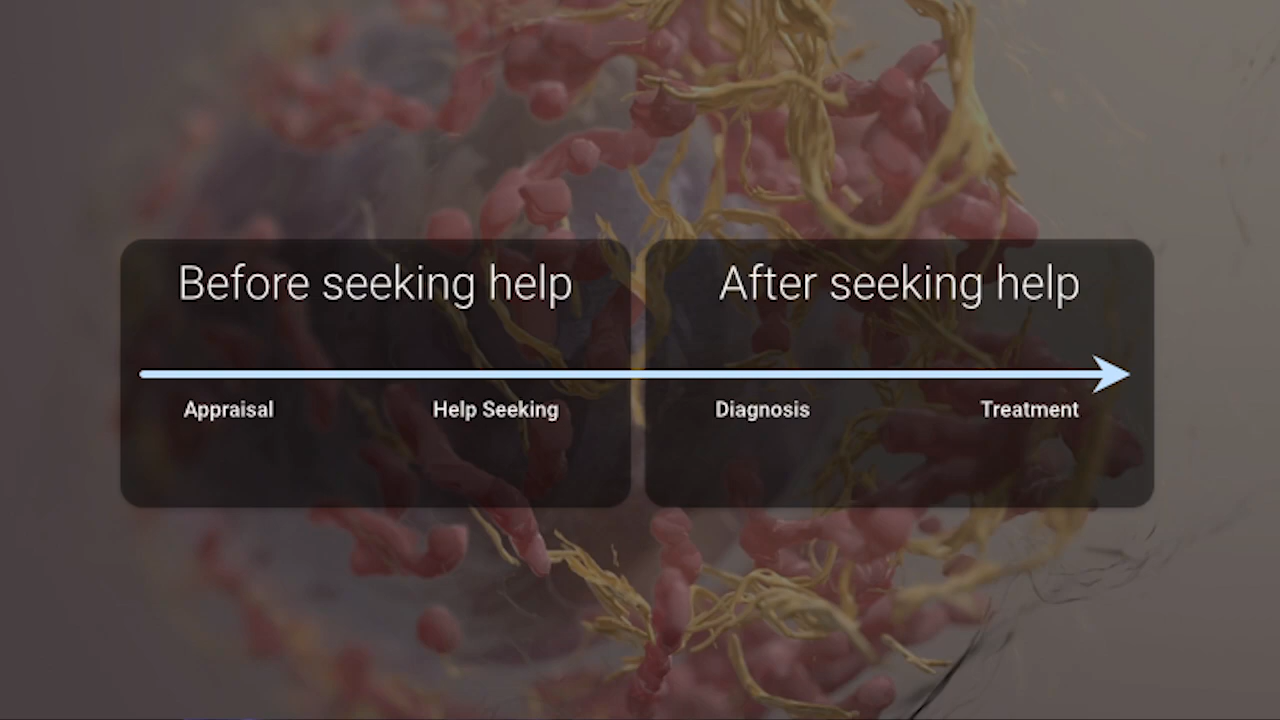 Before seeking help
After seeking help
Appraisal
Help Seeking
Diagnosis
Treatment